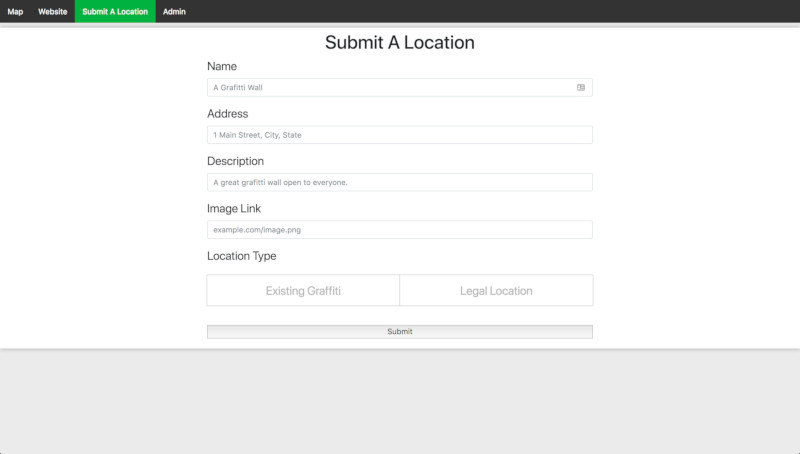 Map Website Submit A Location Admin
Submit A Location
Name
A Grafitti Wall
Address
1 Main Street, City, State
Description
A great grafitti wall open to everyone.
Image Link
example.com/image.png
Location Type
Existing Graffiti Legal Location
Submit